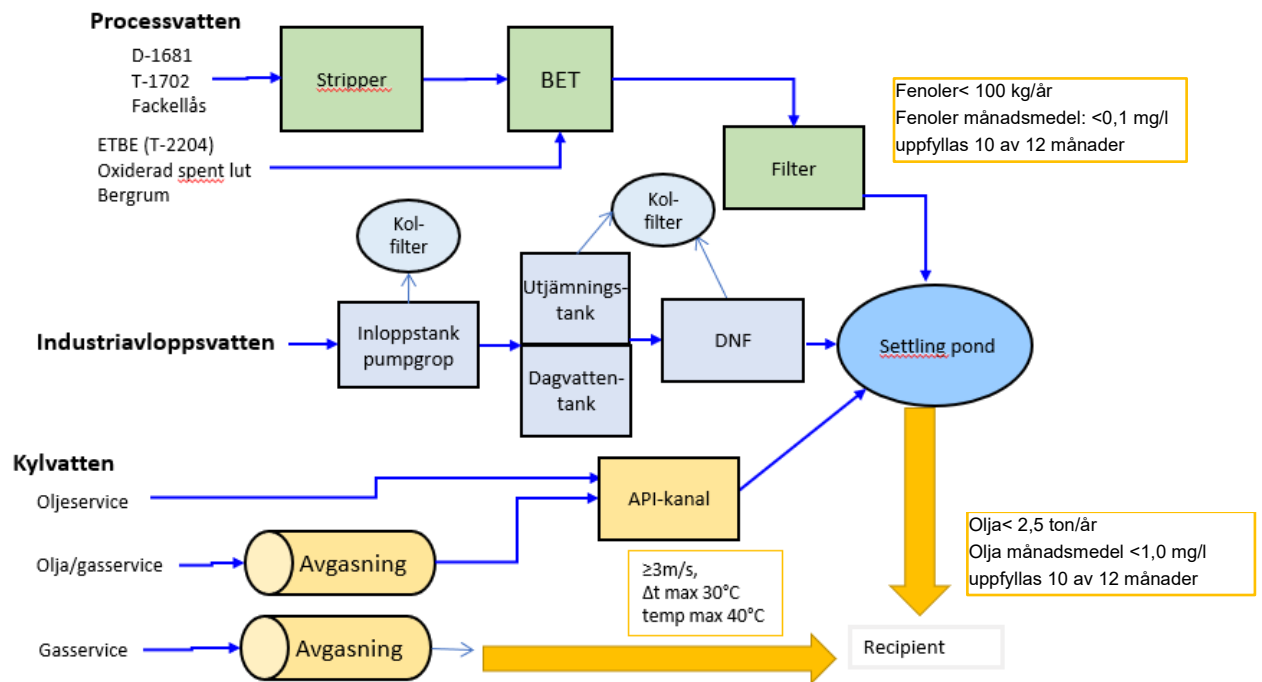 Processvatten
D-1681
T-1702
Fackellås
Stripper
BET
ETBE (T-2204)
Oxiderad spent lut
Bergrum
Filter
Fenoler< 100 kg/år
Fenoler månadsmedel: <0,1 mg/l
uppfyllas 10 av 12 månader
Kol-
filter
Kol-
filter
Industriavloppsvatten
Inloppstank
pumpgrop
Utjämnings-
tank
Dagvatten-
tank
DNF
Settling pond
Kylvatten
Oljeservice
Olja/gasservice
Avgasning
API-kanal
Gasservice
Avgasning
≥3m/s,
Δt max 30°C
temp max 40°C
Olja< 2,5 ton/år
Olja månadsmedel <1,0 mg/l
uppfyllas 10 av 12 månader
Recipient